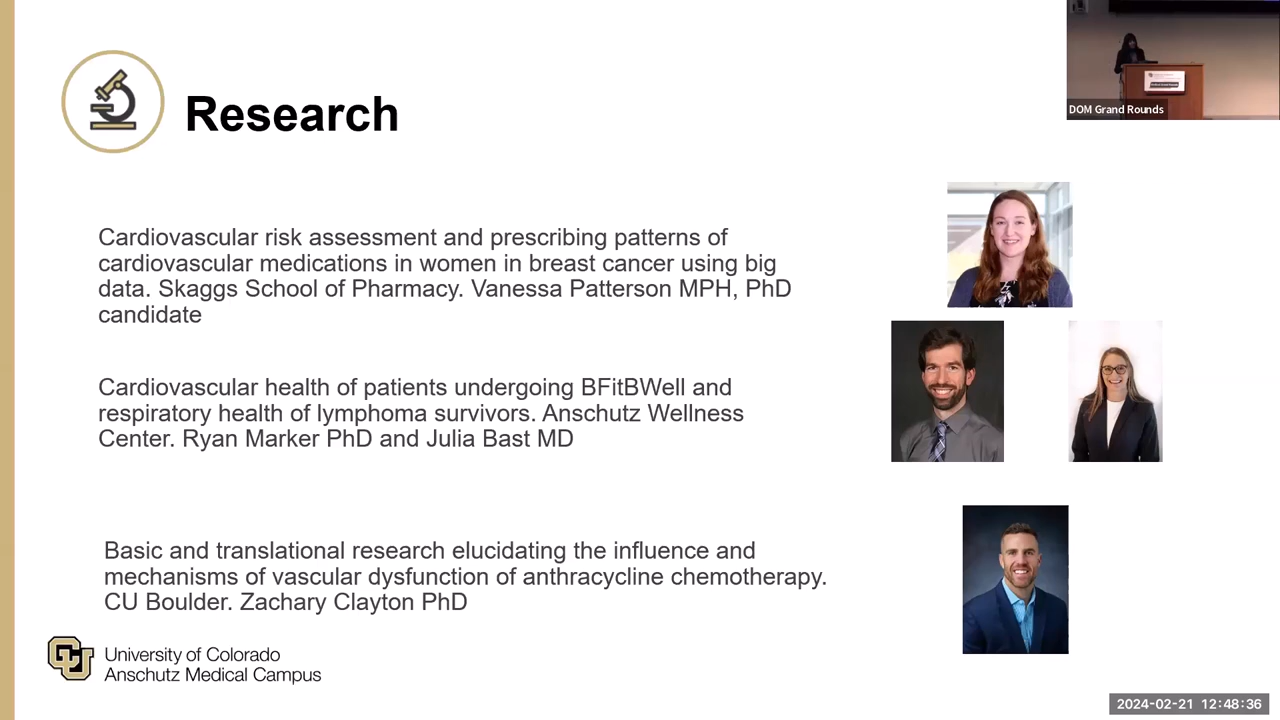 DOM Grand Rounds
Research
Cardiovascular risk assessment and prescribing patterns of
cardiovascular medications in women in breast cancer using big
data. Skaggs School of Pharmacy. Vanessa Patterson MPH, PhD
candidate
Cardiovascular health of patients undergoing BFitBWell and
respiratory health of lymphoma survivors. Anschutz Wellness
Center. Ryan Marker PhD and Julia Bast MD
Basic and translational research elucidating the influence and
mechanisms of vascular dysfunction of anthracycline chemotherapy.
CU Boulder. Zachary Clayton PhD
CU
University of Colorado
Anschutz Medical Campus
2024-02-21 12:48:36